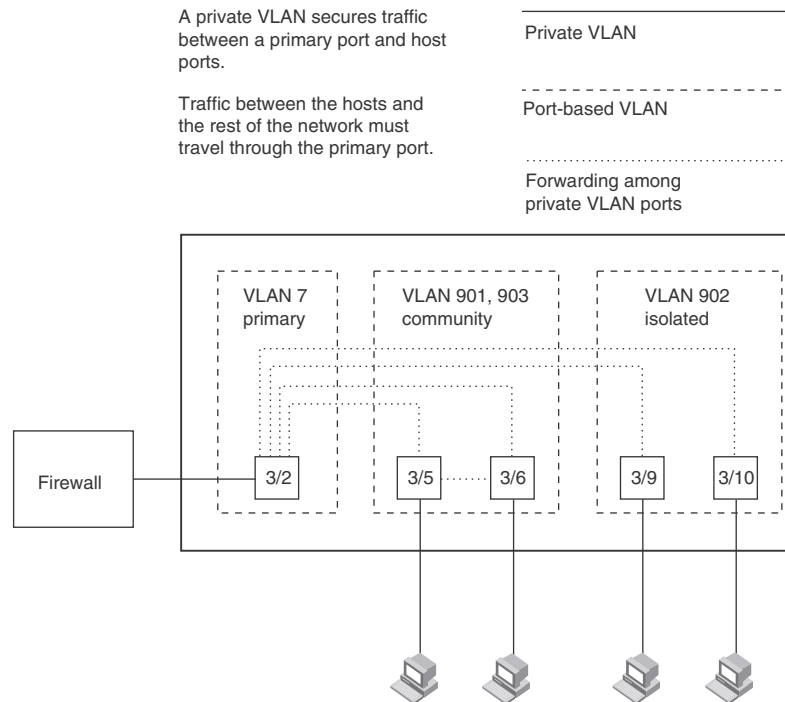 A private VLAN secures traffic
between a primary port and host
ports.
Traffic between the hosts and
the rest of the network must
travel through the primary port.
Private VLAN
Port-based VLAN
Forwarding among
private VLAN ports
VLAN 7
primary
VLAN 901, 903
community
VLAN 902
isolated
Firewall
3/2
3/5
3/6
3/9
3/10